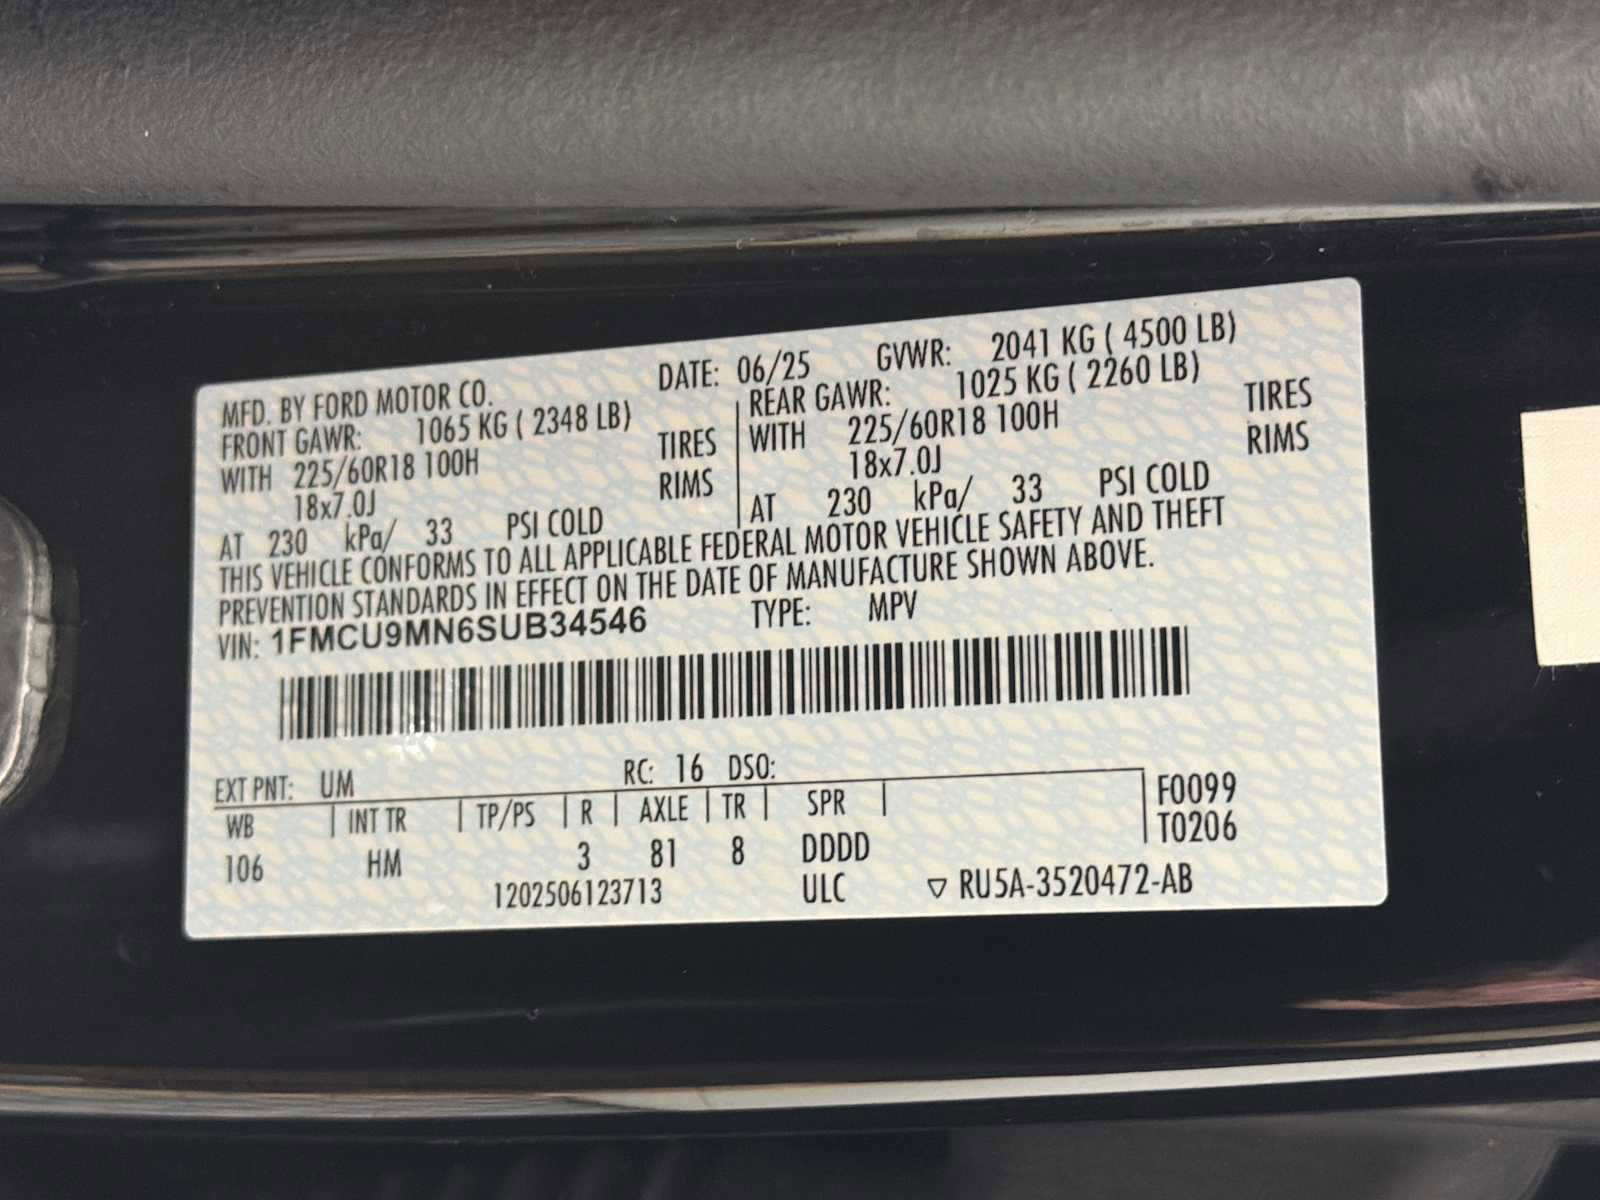 MFD. BY FORD MOTOR CO. DATE: 06/25 GVWR: 2041 KG ( 4500 LB)
FRONT GAWR: 1065 KG ( 2348 LB) REAR GAWR: 1025 KG ( 2260 LB)
WITH 225/60R18 100H TIRES WITH 225/60R18 100H TIRES
18x7.0J RIMS 18x7.0J RIMS
AT 230 kPa/ 33 PSI COLD AT 230 kPa/ 33 PSI COLD
THIS VEHICLE CONFORMS TO ALL APPLICABLE FEDERAL MOTOR VEHICLE SAFETY AND THEFT
PREVENTION STANDARDS IN EFFECT ON THE DATE OF MANUFACTURE SHOWN ABOVE.
VIN: 1FMCU9MN6SUB34546 TYPE: MPV
EXT PNT: UM RC: 16 DSO:
WB INT TR TP/PS R AXLE TR SPR F0099
106 HM 3 81 8 DDDD T0206
1202506123713 ULC ▽ RU5A-3520472-AB